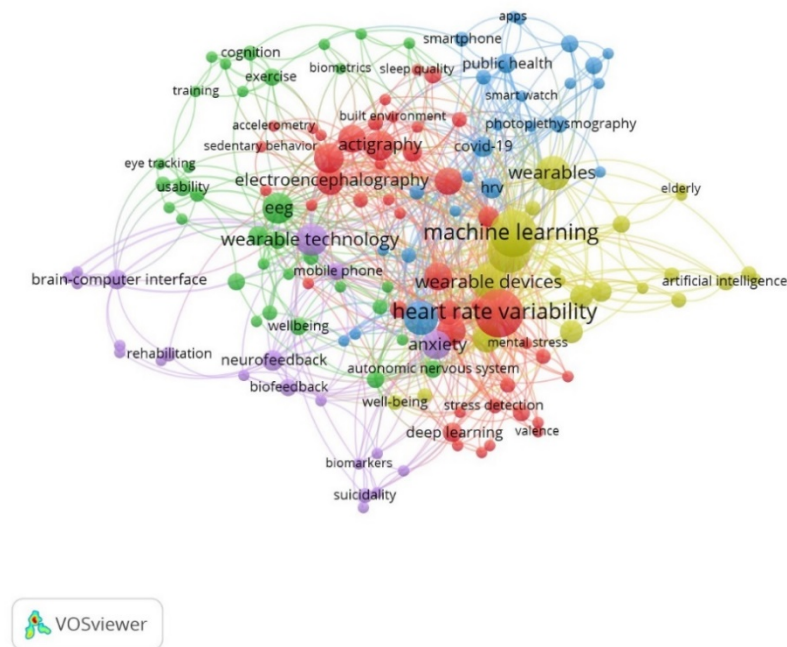 apps
smartphone
cognition
public health
biometrics
sleep quality
exercise
training
smart watch
built environment
accelerometry
photoplethysmography
actigraphy
covid-19
sedentary behavior
eye tracking
wearables
electroencephalography
usability
hrv
elderly
eeg
machine learning
wearable technology
mobile phone
brain-computer interface
wearable devices
artificial intelligence
heart rate variability
wellbeing
mental stress
anxiety
rehabilitation
neurofeedback
autonomic nervous system
biofeedback
well-being
stress detection
deep learning
valence
biomarkers
suicidality
VOSviewer